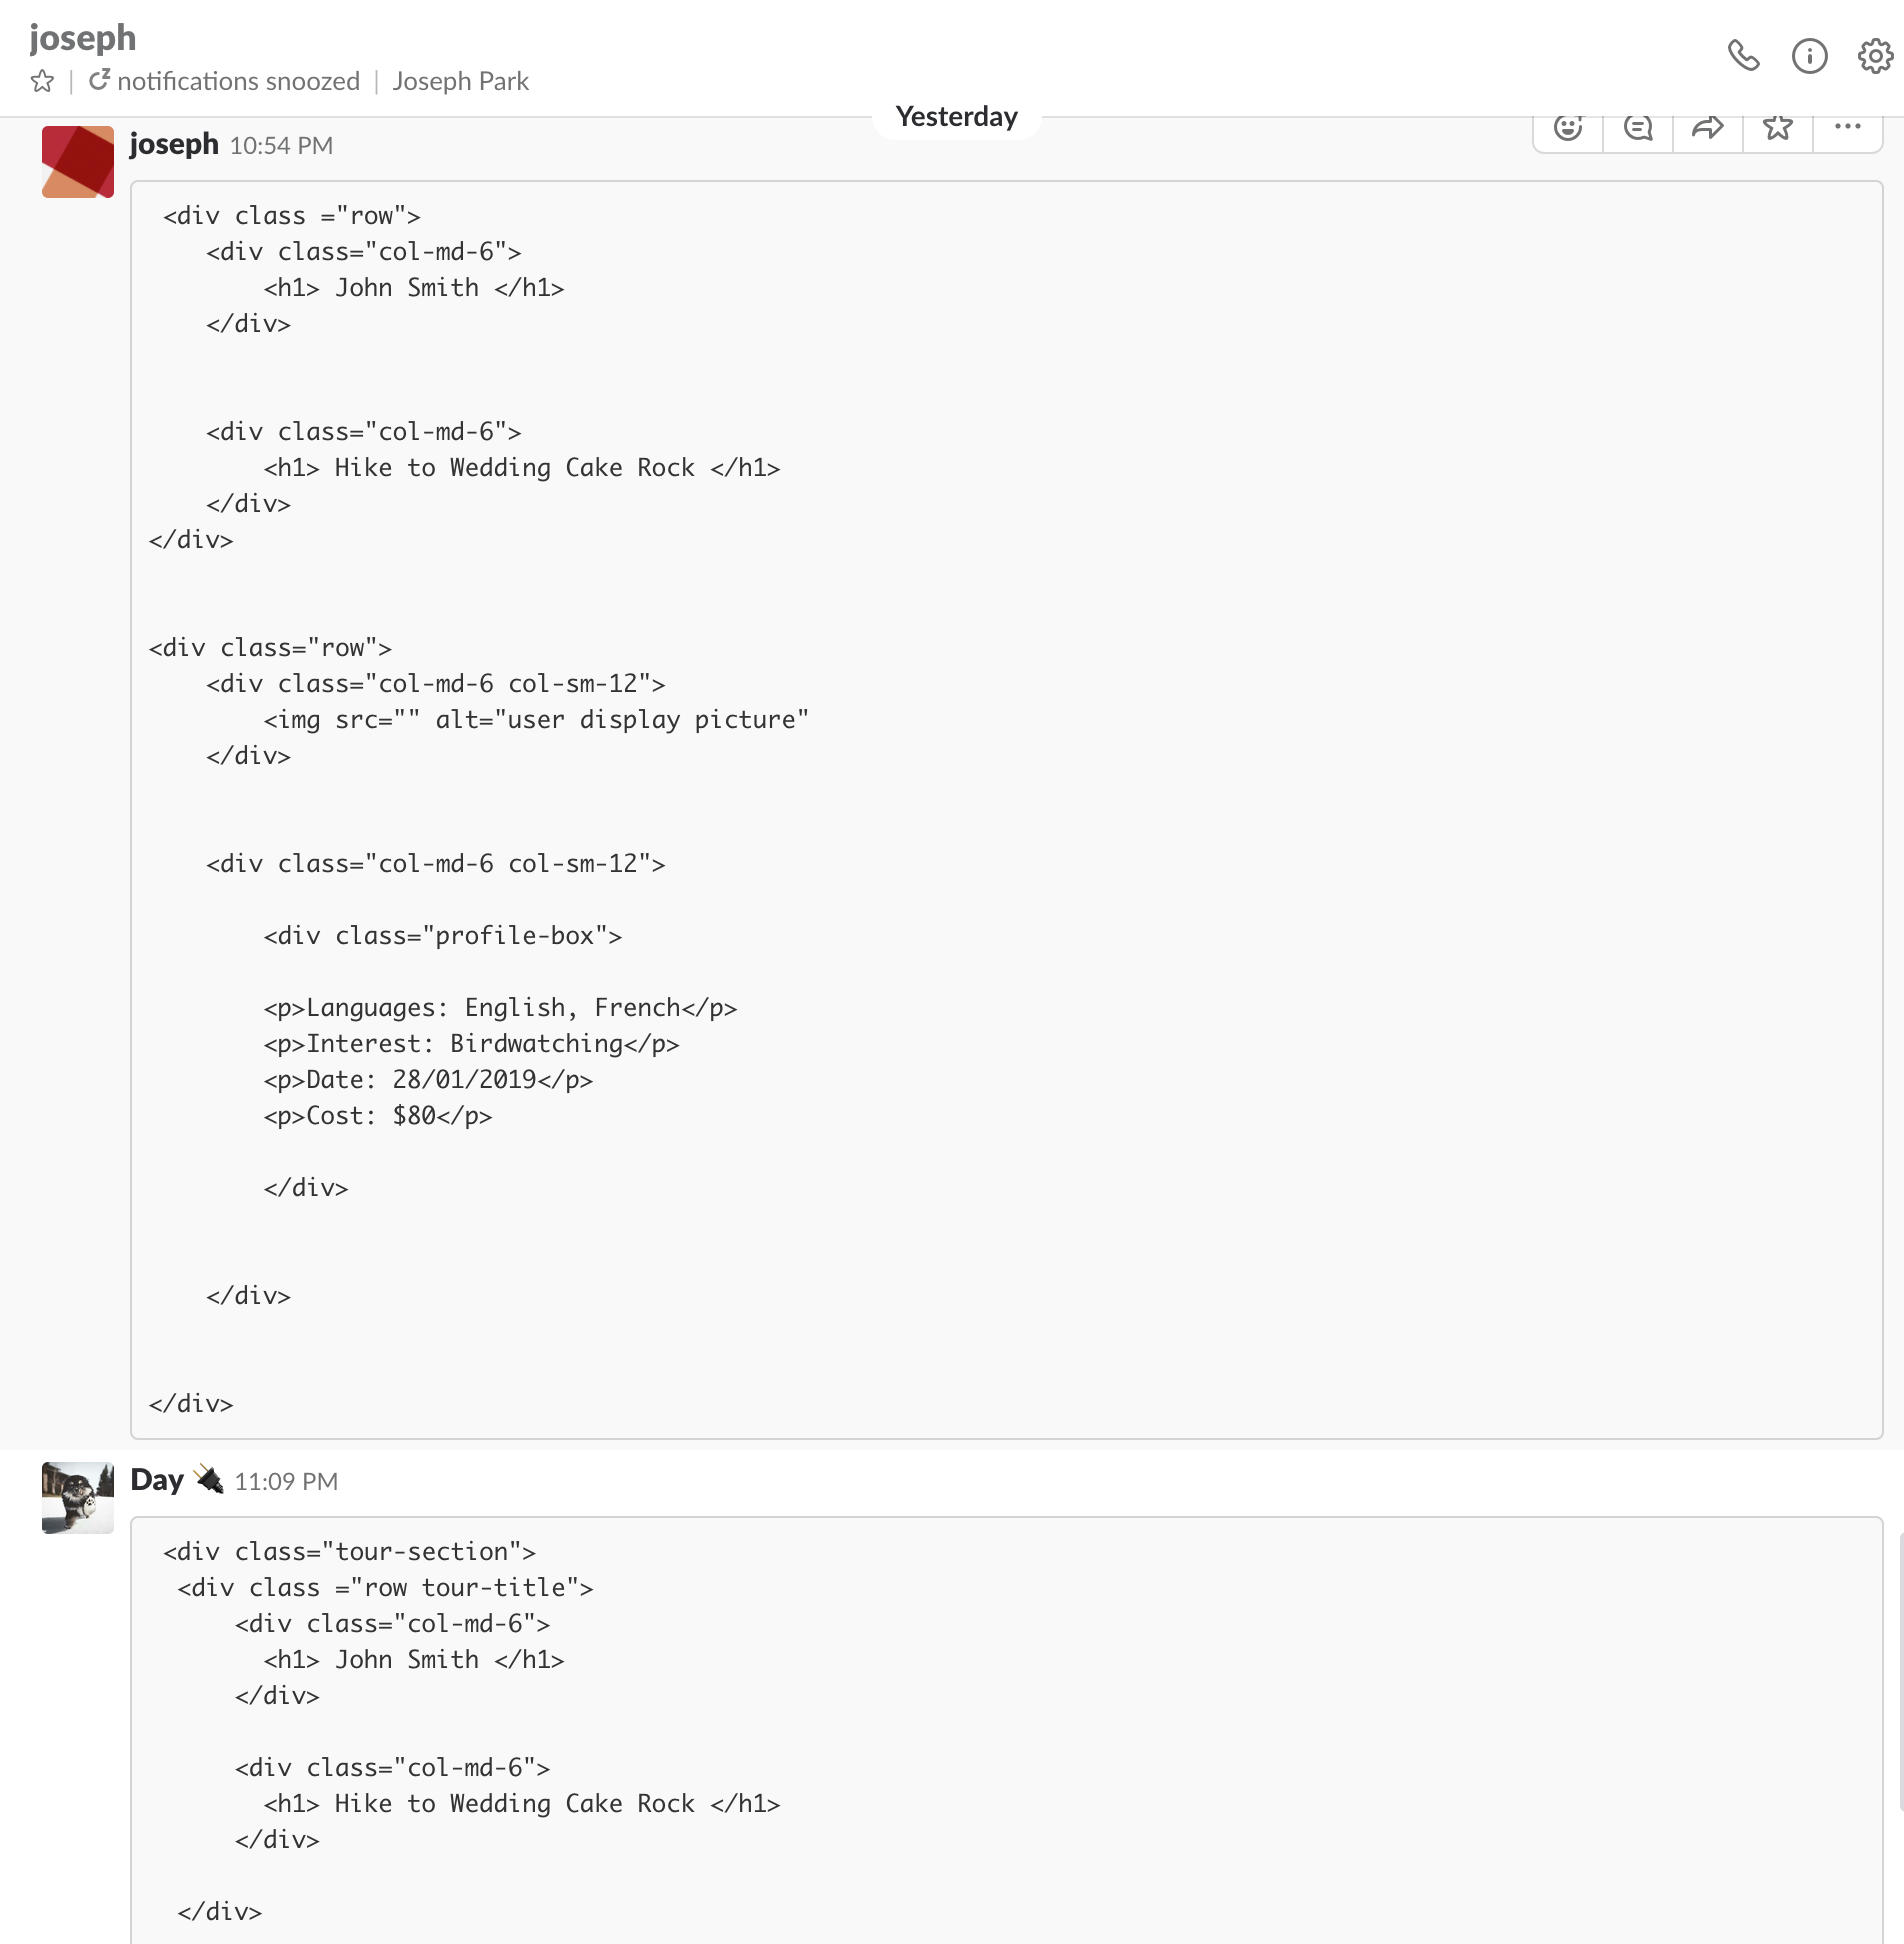 joseph
notifications snoozed | Joseph Park
Yesterday
joseph 10:54 PM
<div class ="row">
<div class="col-md-6">
<h1> John Smith </h1>
</div>
<div class="col-md-6">
<h1> Hike to Wedding Cake Rock </h1>
</div>
</div>
<div class="row">
<div class="col-md-6 col-sm-12">
<img src="" alt="user display picture"
</div>
<div class="col-md-6 col-sm-12">
<div class="profile-box">
<p>Languages: English, French</p>
<p>Interest: Birdwatching</p>
<p>Date: 28/01/2019</p>
<p>Cost: $80</p>
</div>
</div>
</div>
Day 11:09 PM
<div class="tour-section">
<div class ="row tour-title">
<div class="col-md-6">
<h1> John Smith </h1>
</div>
<div class="col-md-6">
<h1> Hike to Wedding Cake Rock </h1>
</div>
</div>